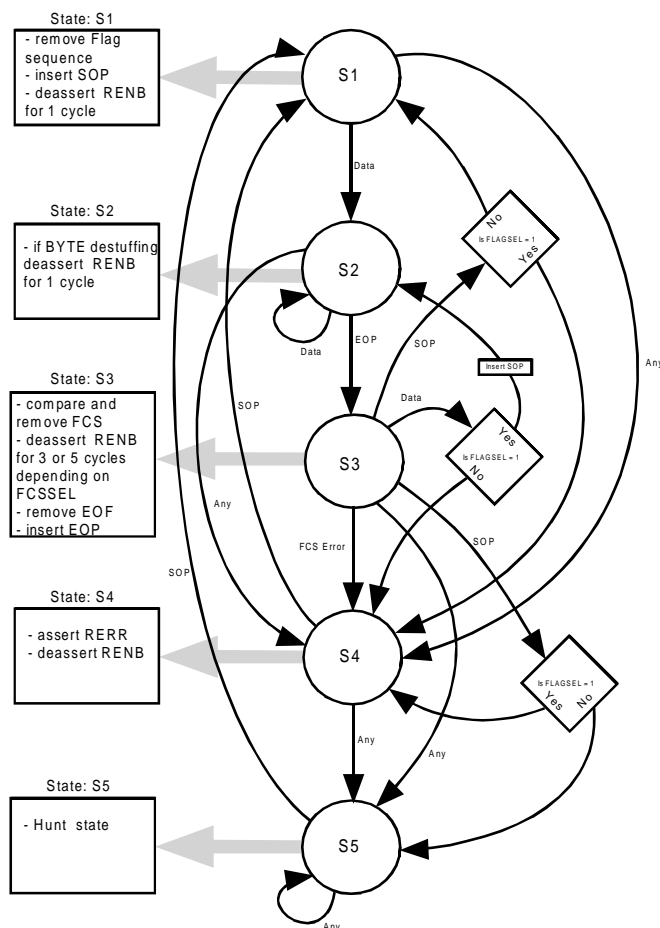 State: S1
- remove Flag
sequence
- insert SOP
- deassert RENB
for 1 cycle
S1
Data
State: S2
- if BYTE destuffing
deassert RENB
for 1 cycle
S2
Data
EOP
No
Is FLAGSEL = 1
Yes
SOP
Insert SOP
Any
State: S3
- compare and
remove FCS
- deassert RENB
for 3 or 5 cycles
depending on
FCSSEL
- remove EOF
- insert EOP
SOP
Any
S3
Data
Yes
Is FLAGSEL = 1
No
FCS Error
SOP
SOP
State: S4
- assert RERR
- deassert RENB
S4
Any
Any
Is FLAGSEL = 1
Yes
No
State: S5
- Hunt state
S5
Any